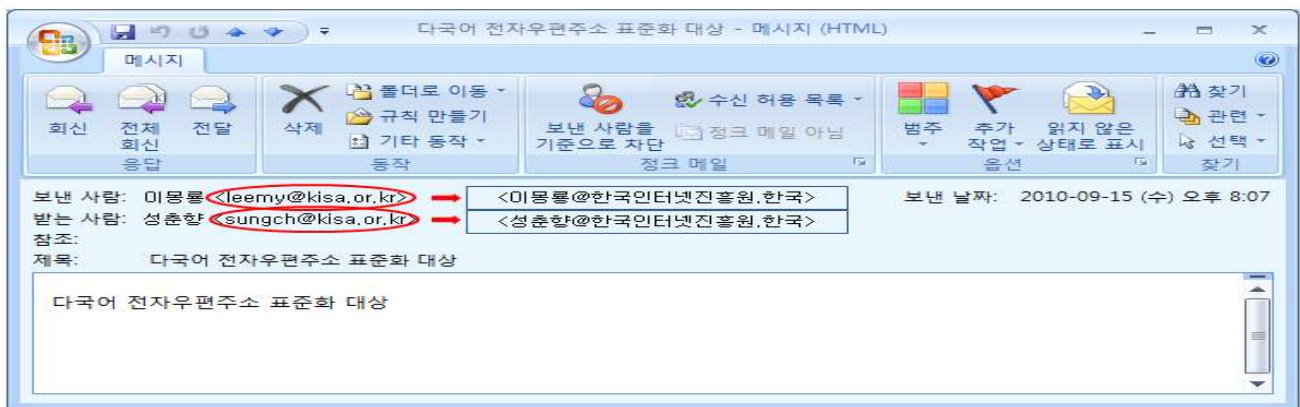 다국어 전자우편주소 표준화 대상 - 메시지 (HTML)
메시지
회신 전체 회신 전달 삭제 폴더로 이동 규칙 만들기 기타 동작 보낸 사람을 기준으로 차단 수신 허용 목록 정크 메일 아님 범주 추가 작업 읽지 않은 상태로 표시 찾기 관련 선택
응답 동작 정크 메일 옵션 찾기
보낸 사람: 이몽룡 <leemy@kisa.or.kr> <이몽룡@한국인터넷진흥원.한국> 보낸 날짜: 2010-09-15 (수) 오후 8:07
받는 사람: 성춘향 <sungch@kisa.or.kr> <성춘향@한국인터넷진흥원.한국>
참조:
제목: 다국어 전자우편주소 표준화 대상
다국어 전자우편주소 표준화 대상